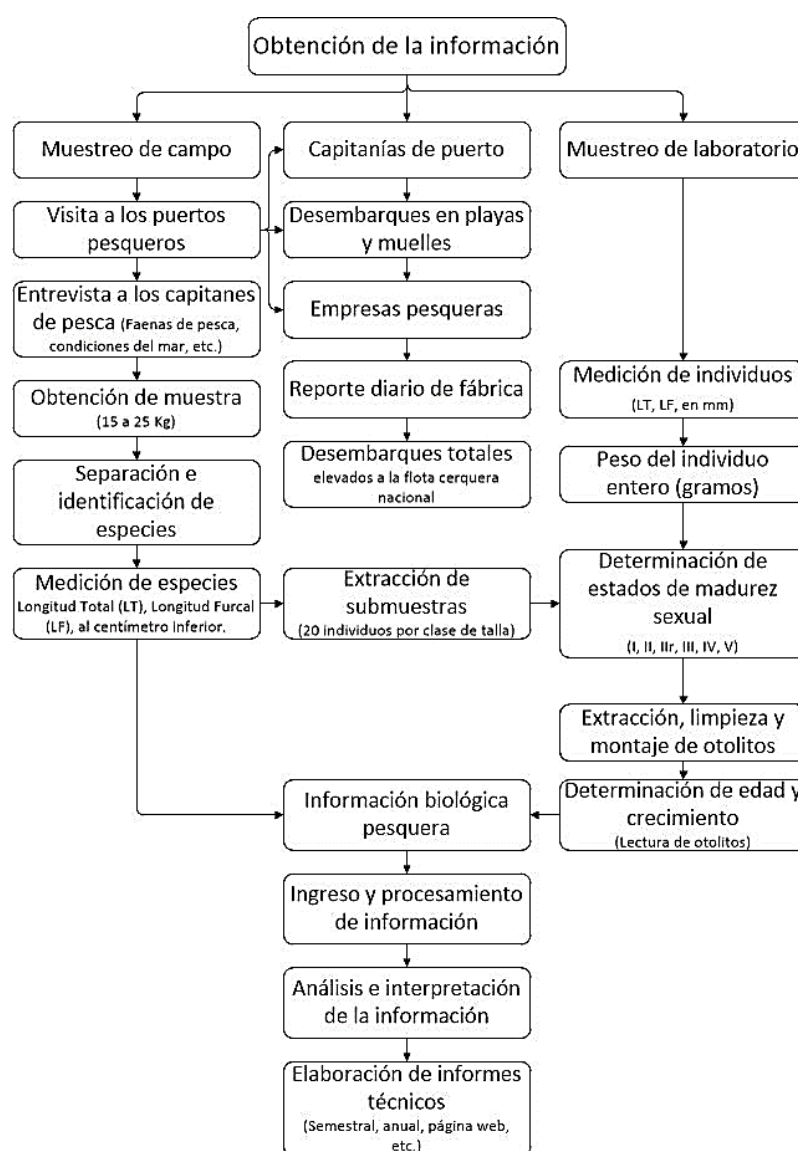 Obtención de la información
Muestreo de campo
Visita a los puertos
pesqueros
Entrevista a los capitanes
de pesca (Faenas de pesca,
condiciones del mar, etc.)
Obtención de muestra
(15 a 25 Kg)
Separación e
identificación de
especies
Medición de especies
Longitud Total (LT), Longitud Furcal
(LF), al centímetro Inferior.
Capitanías de puerto
Desembarques en playas
y muelles
Empresas pesqueras
Reporte diario de fábrica
Desembarques totales
elevados a la flota cerquera
nacional
Extracción de
submuestras
(20 individuos por clase de talla)
Muestreo de laboratorio
Medición de individuos
(LT, LF, en mm)
Peso del individuo
entero (gramos)
Determinación de
estados de madurez
sexual
(I, II, IIr, III, IV, V)
Extracción, limpieza y
montaje de otolitos
Determinación de edad y
crecimiento
(Lectura de otolitos)
Información biológica
pesquera
Ingreso y procesamiento
de información
Análisis e interpretación
de la información
Elaboración de informes
técnicos
(Semestral, anual, página web,
etc.)